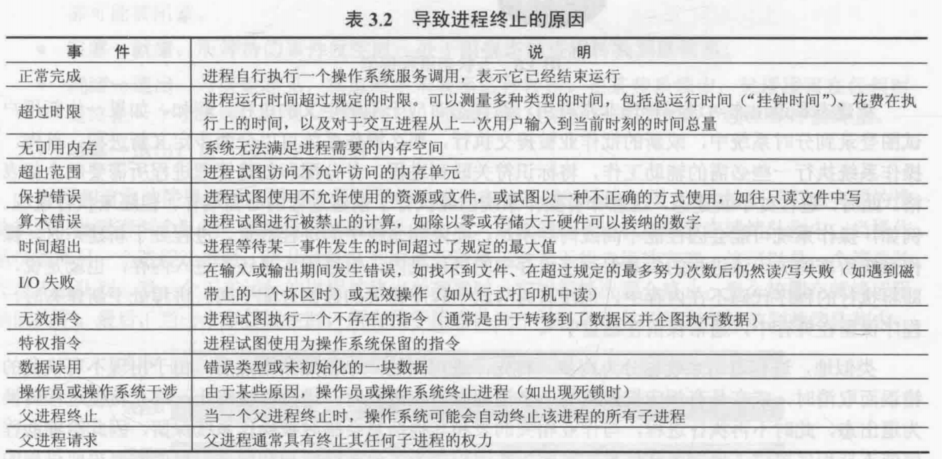 表 3.2 导致进程终止的原因
事 件 说 明
正常完成 进程自行执行一个操作系统服务调用，表示它已经结束运行
超过时限 进程运行时间超过规定的时限。可以测量多种类型的时间，包括总运行时间（“挂钟时间”）、花费在执
行上的时间，以及对于交互进程从上一次用户输入到当前时刻的时间总量
无可用内存 系统无法满足进程需要的内存空间
超出范围 进程试图访问不允许访问的内存单元
保护错误 进程试图使用不允许使用的资源或文件，或试图以一种不正确的方式使用，如往只读文件中写
算术错误 进程试图进行被禁止的计算，如除以零或存储大于硬件可以接纳的数字
时间超出 进程等待某一事件发生的时间超过了规定的最大值
I/O 失败 在输入或输出期间发生错误，如找不到文件、在超过规定的最多努力次数后仍然读/写失败（如遇到磁
带上的一个坏区时）或无效操作（如从行式打印机中读）
无效指令 进程试图执行一个不存在的指令（通常是由于转移到了数据区并企图执行数据）
特权指令 进程试图使用为操作系统保留的指令
数据误用 错误类型或未初始化的一块数据
操作员或操作系统干涉 由于某些原因，操作员或操作系统终止进程（如出现死锁时）
父进程终止 当一个父进程终止时，操作系统可能会自动终止该进程的所有子进程
父进程请求 父进程通常具有终止其任何子进程的权力